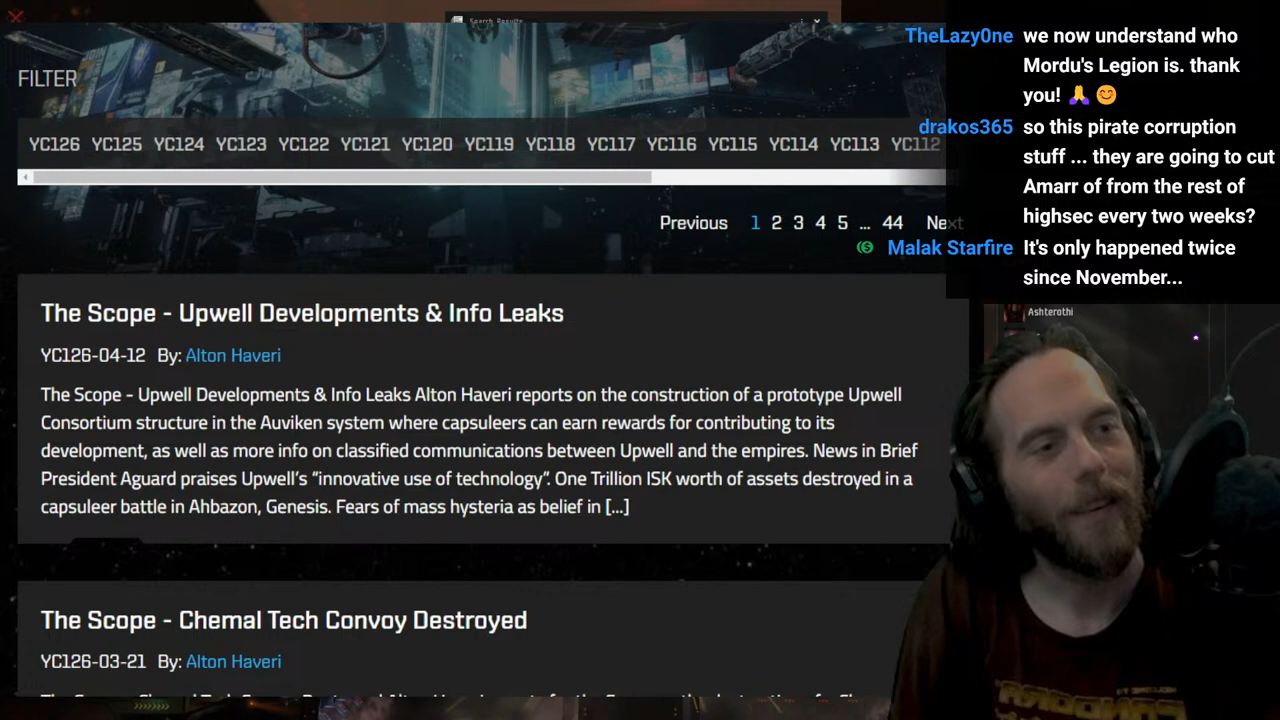 Search Results
FILTER
YC126 YC125 YC124 YC123 YC122 YC121 YC120 YC119 YC118 YC117 YC116 YC115 YC114 YC113 YC112
Previous 1 2 3 4 5 ... 44 Next
The Scope - Upwell Developments & Info Leaks
YC126-04-12 By: Alton Haveri
The Scope - Upwell Developments & Info Leaks Alton Haveri reports on the construction of a prototype Upwell
Consortium structure in the Auviken system where capsuleers can earn rewards for contributing to its
development, as well as more info on classified communications between Upwell and the empires. News in Brief
President Aguard praises Upwell's “innovative use of technology”. One Trillion ISK worth of assets destroyed in a
capsuleer battle in Ahbazon, Genesis. Fears of mass hysteria as belief in [...]
The Scope - Chemal Tech Convoy Destroyed
YC126-03-21 By: Alton Haveri
TheLazy0ne we now understand who
Mordu's Legion is. thank
you! 🙏 😊
drakos365 so this pirate corruption
stuff ... they are going to cut
Amarr of from the rest of
highsec every two weeks?
Malak Starfire It's only happened twice
since November...
Ashterothi